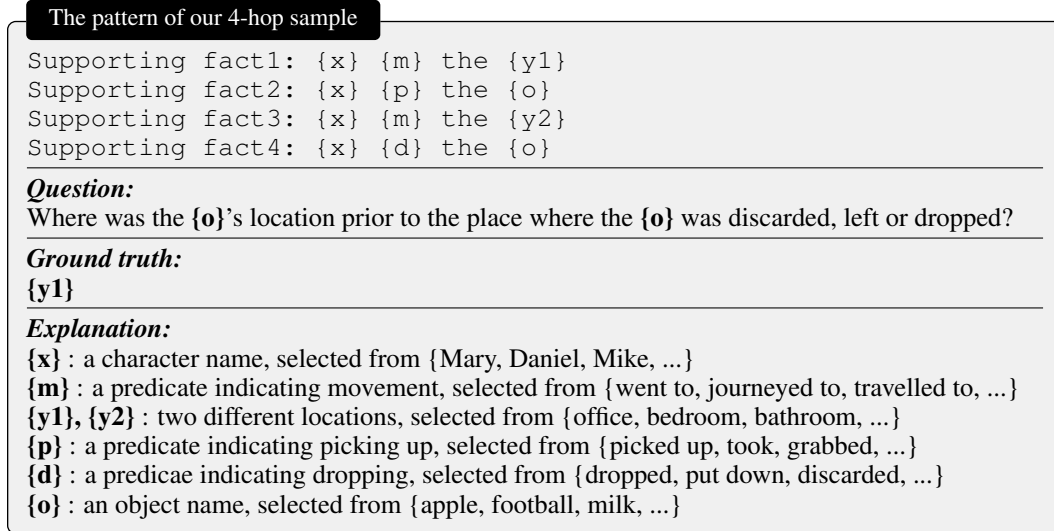 The pattern of our 4-hop sample
Supporting fact1: {x} {m} the {y1}
Supporting fact2: {x} {p} the {o}
Supporting fact3: {x} {m} the {y2}
Supporting fact4: {x} {d} the {o}
Question:
Where was the {o}'s location prior to the place where the {o} was discarded, left or dropped?
Ground truth:
{y1}
Explanation:
{x} : a character name, selected from {Mary, Daniel, Mike, ...}
{m} : a predicate indicating movement, selected from {went to, journeyed to, travelled to, ...}
{y1}, {y2} : two different locations, selected from {office, bedroom, bathroom, ...}
{p} : a predicate indicating picking up, selected from {picked up, took, grabbed, ...}
{d} : a predicae indicating dropping, selected from {dropped, put down, discarded, ...}
{o} : an object name, selected from {apple, football, milk, ...}